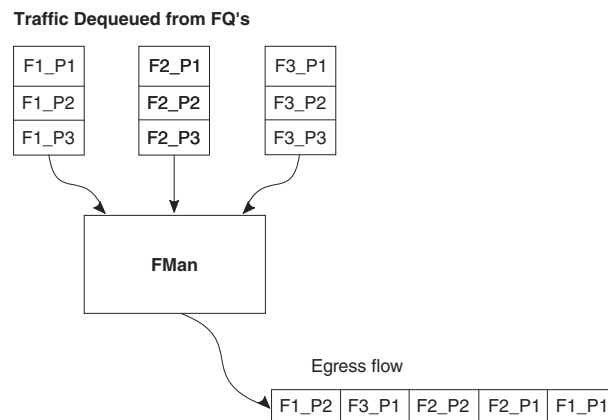 Traffic Dequeued from FQ's
F1_P1 F2_P1 F3_P1
F1_P2 F2_P2 F3_P2
F1_P3 F2_P3 F3_P3
FMan
Egress flow
F1_P2 F3_P1 F2_P2 F2_P1 F1_P1